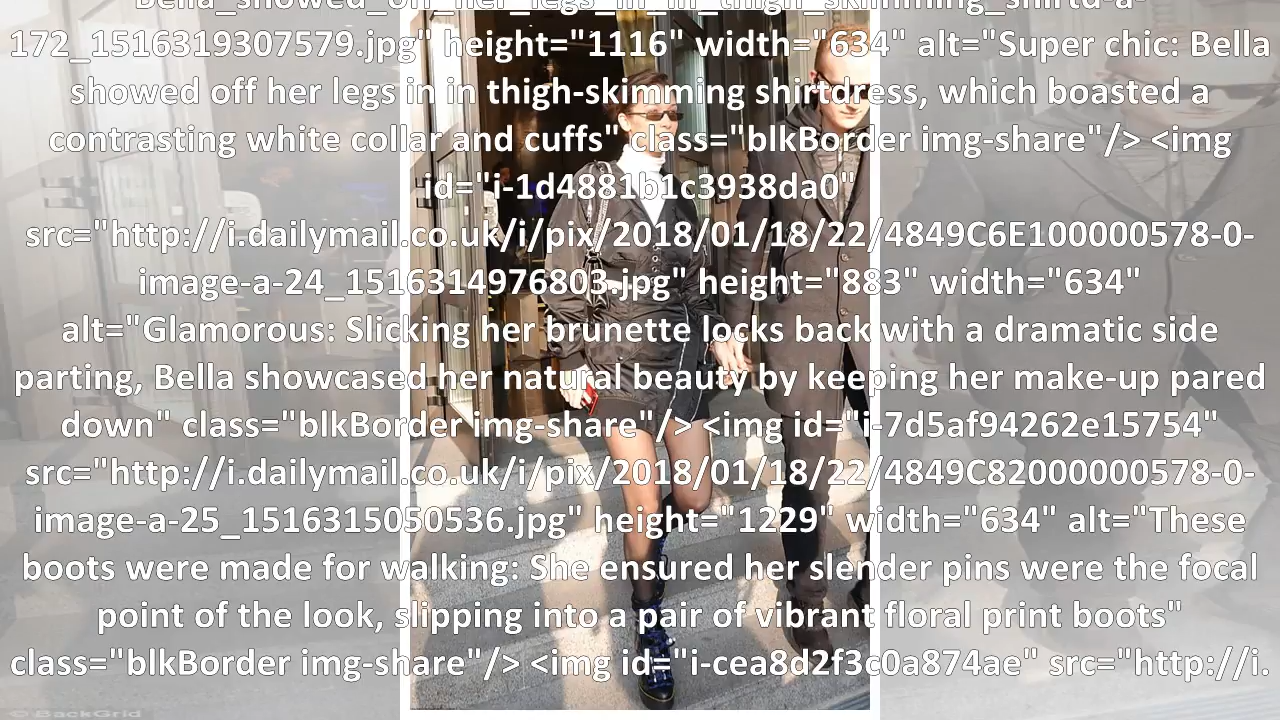 Bella_showed_off_her_legs_in_in_thigh_skimming_shirtd-a-
172_1516319307579.jpg" height="1116" width="634" alt="Super chic: Bella
showed off her legs in in thigh-skimming shirtdress, which boasted a
contrasting white collar and cuffs" class="blkBorder img-share"/> <img
id="i-1d4881b1c3938da0"
src="http://i.dailymail.co.uk/i/pix/2018/01/18/22/4849C6E100000578-0-
image-a-24_1516314976803.jpg" height="883" width="634"
alt="Glamorous: Slicking her brunette locks back with a dramatic side
parting, Bella showcased her natural beauty by keeping her make-up pared
down" class="blkBorder img-share"/> <img id="i-7d5af94262e15754"
src="http://i.dailymail.co.uk/i/pix/2018/01/18/22/4849C82000000578-0-
image-a-25_1516315050536.jpg" height="1229" width="634" alt="These
boots were made for walking: She ensured her slender pins were the focal
point of the look, slipping into a pair of vibrant floral print boots"
class="blkBorder img-share"/> <img id="i-cea8d2f3c0a874ae" src="http://i.
© BackGrid